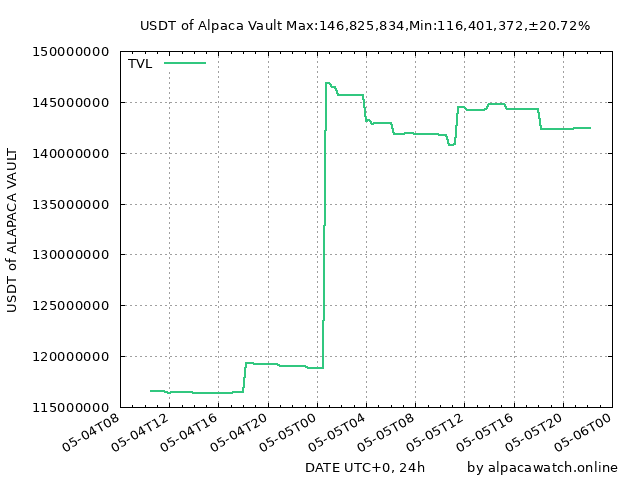 USDT of Alpaca Vault Max:146,825,834,Min:116,401,372,±20.72%
TVL
150000000
145000000
140000000
135000000
130000000
125000000
120000000
115000000
USDT of ALAPACA VAULT
05-04T08
05-04T12
05-04T16
05-04T20
05-05T00
05-05T04
05-05T08
05-05T12
05-05T16
05-05T20
05-06T00
DATE UTC+0, 24h
by alpacawatch.online